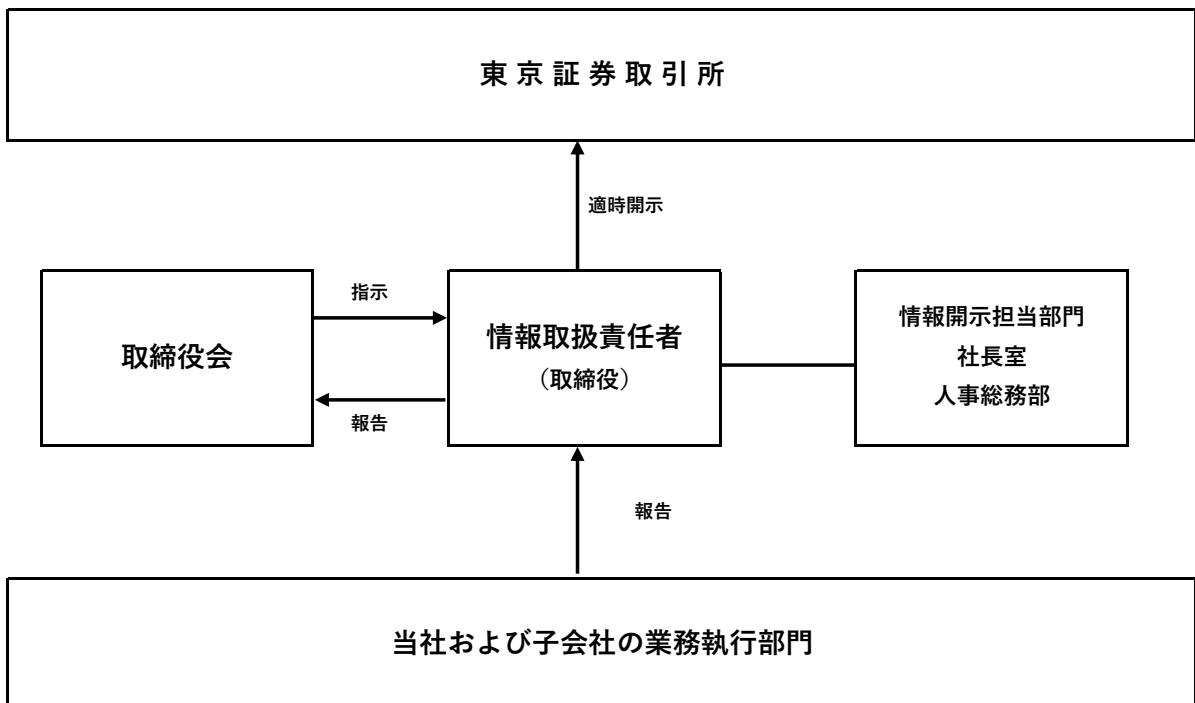 東京証券取引所
適時開示
指示
取締役会
報告
情報取扱責任者
（取締役）
情報開示担当部門
社長室
人事総務部
報告
当社および子会社の業務執行部門